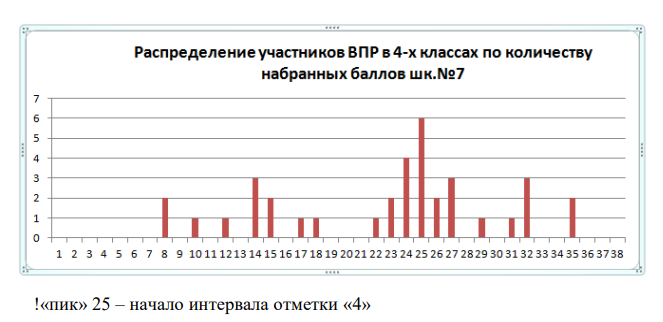 Распределение участников ВПР в 4-х классах по количеству
набранных баллов шк.№7
7
6
5
4
3
2
1
0
1 2 3 4 5 6 7 8 9 10 11 12 13 14 15 16 17 18 19 20 21 22 23 24 25 26 27 28 29 30 31 32 33 34 35 36 37 38
!«пик» 25 – начало интервала отметки «4»